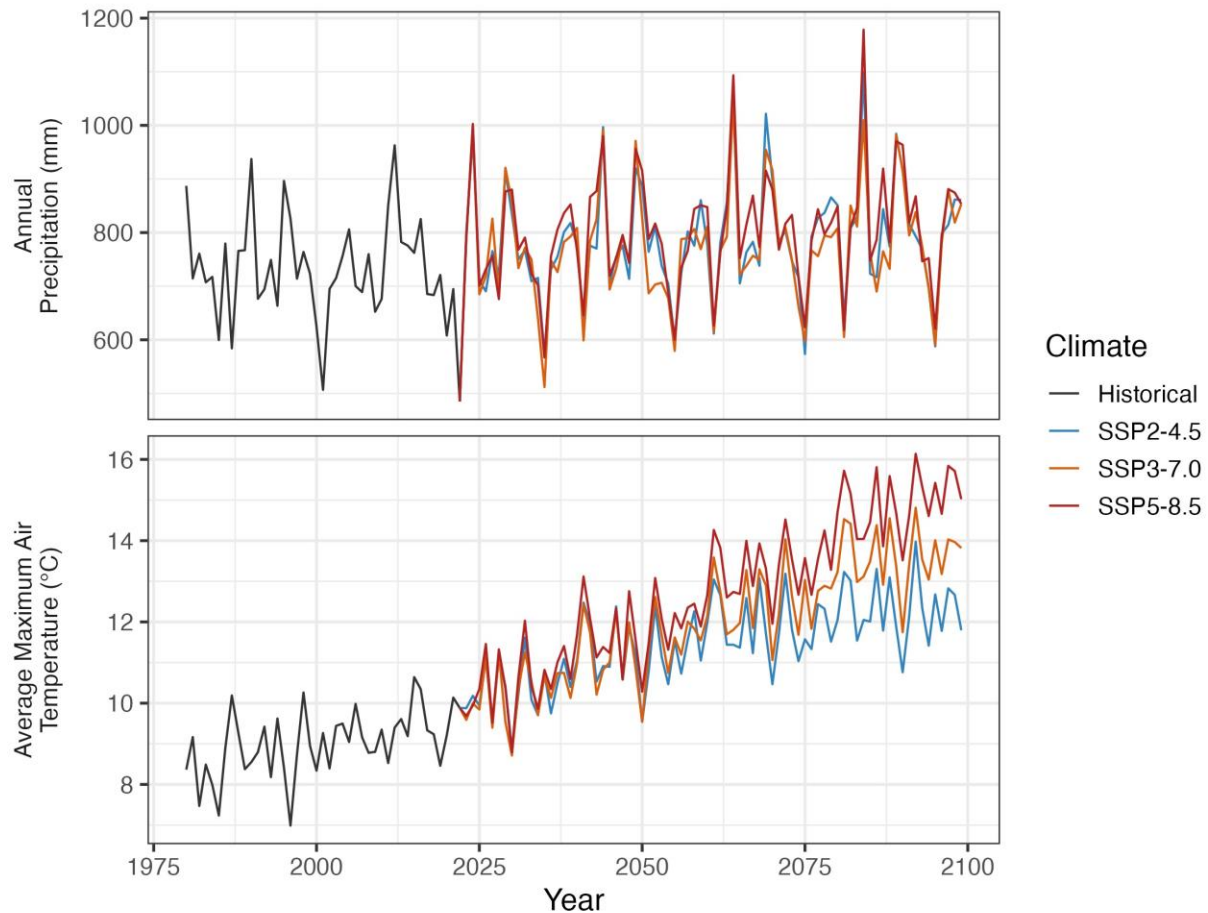 1200
1000
800
600
Annual
Precipitation (mm)
16
14
12
10
8
Average Maximum Air
Temperature (°C)
1975
2000
2025
2050
2075
2100
Year
Climate
Historical
SSP2-4.5
SSP3-7.0
SSP5-8.5